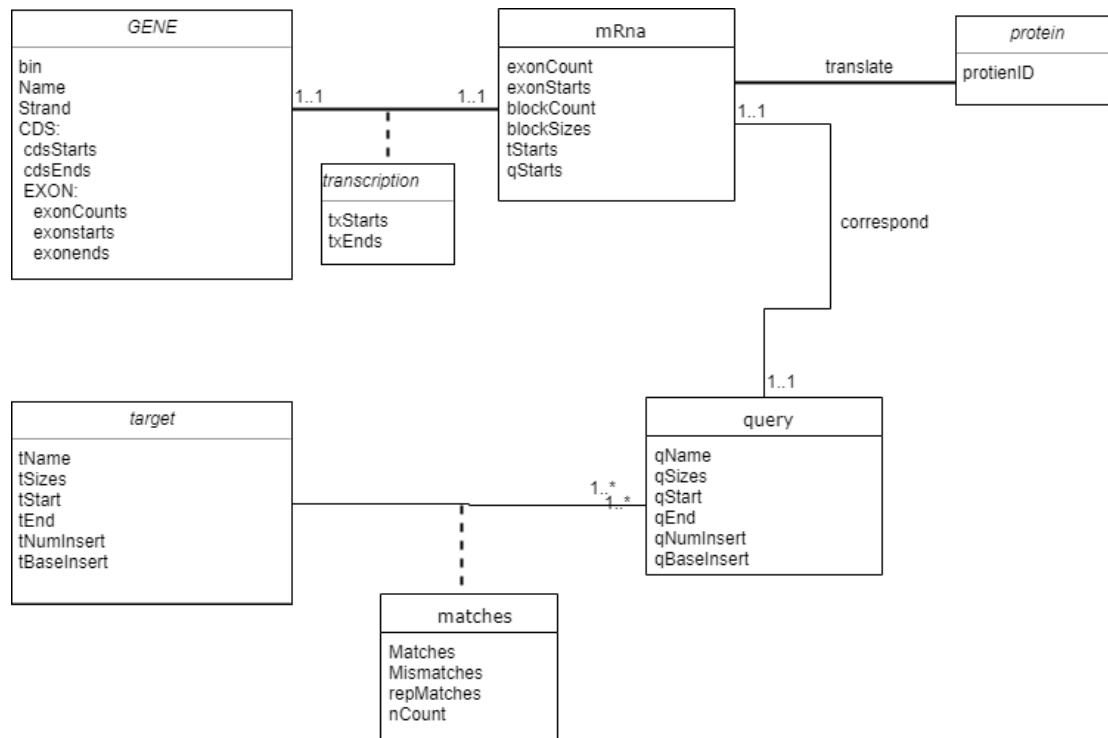 GENE
bin
Name
Strand
CDS:
cdsStarts
cdsEnds
EXON:
exonCounts
exonstarts
exonends
1..1
1..1
transcription
txStarts
txEnds
mRna
exonCount
exonStarts
blockCount
blockSizes
tStarts
qStarts
translate
protein
protienID
1..1
correspond
1..1
target
tName
tSizes
tStart
tEnd
tNumInsert
tBaseInsert
1..*
1..*
query
qName
qSizes
qStart
qEnd
qNumInsert
qBaseInsert
matches
Matches
Mismatches
repMatches
nCount